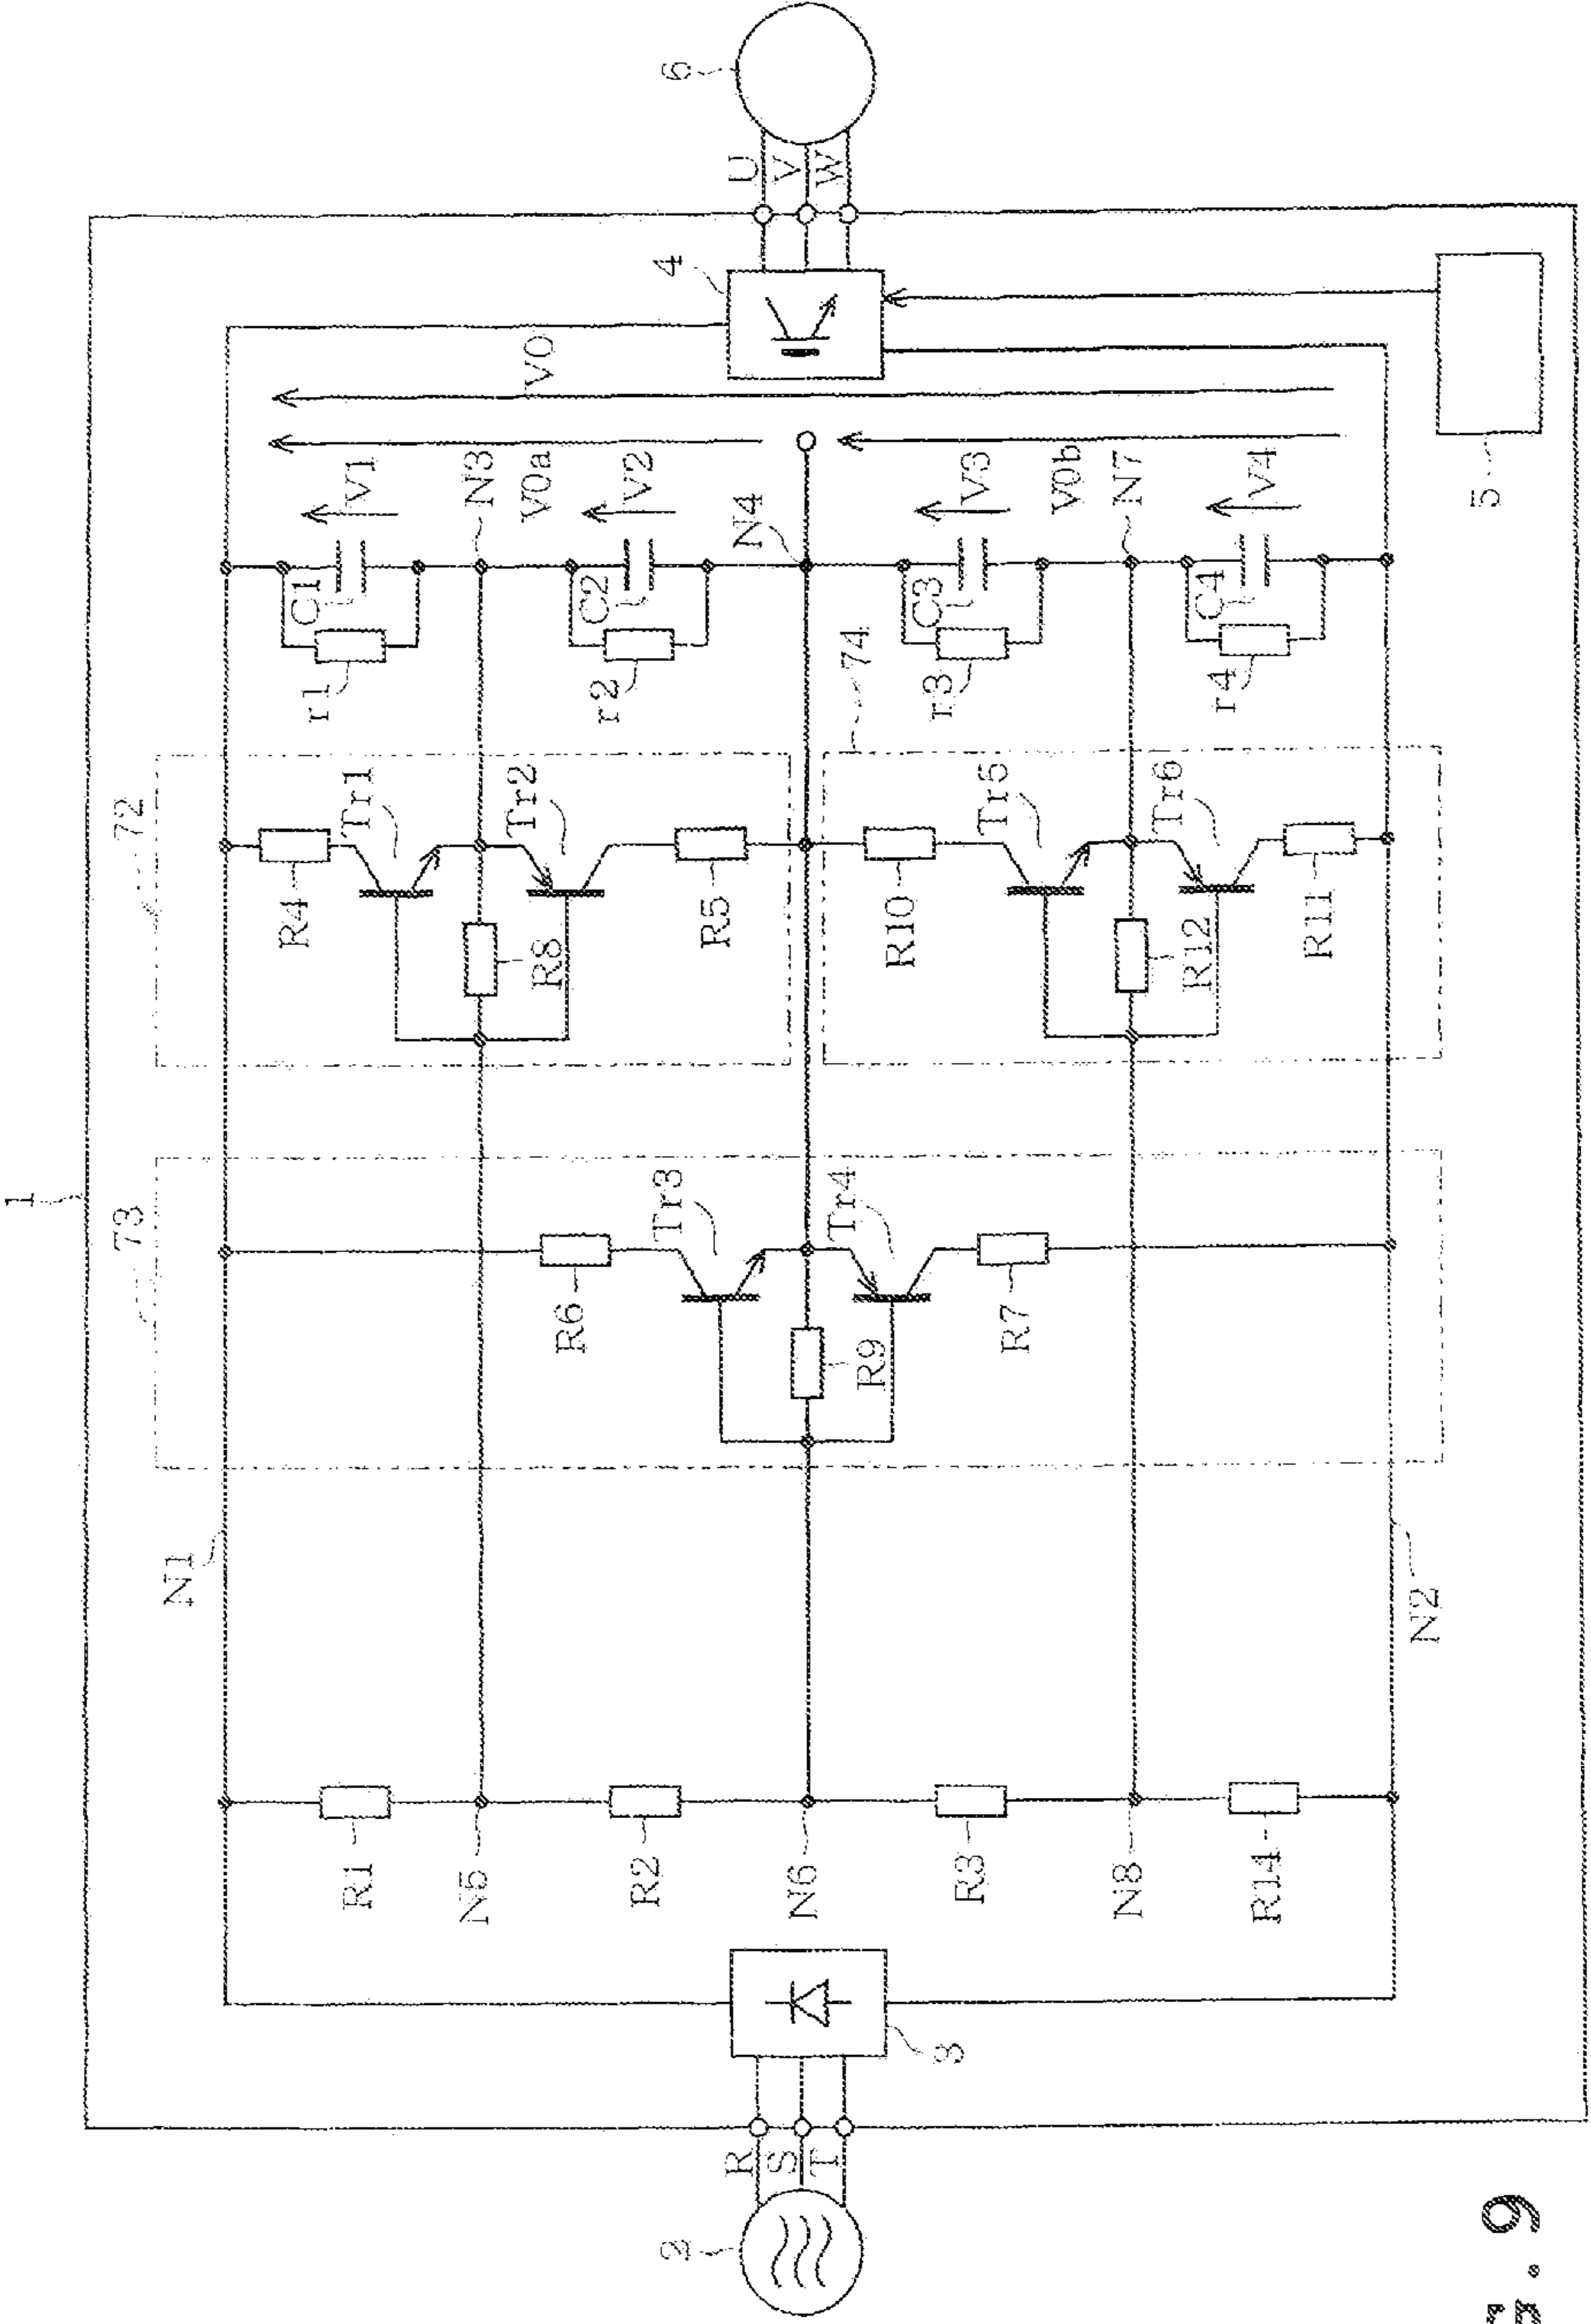 1
73
72
N1
R4
Tr1
r1
C1
V1
V0
R1
N5
R6
Tr3
R8
Tr2
R5
r2
C2
N3
V0a
V2
N4
4
6
U
V
W
R
S
T
2
3
R2
N6
R9
Tr4
R7
R10
Tr5
74
r3
C3
V3
V0b
N7
R3
N8
R12
Tr6
R11
r4
C4
V4
R14
N2
5
. 9